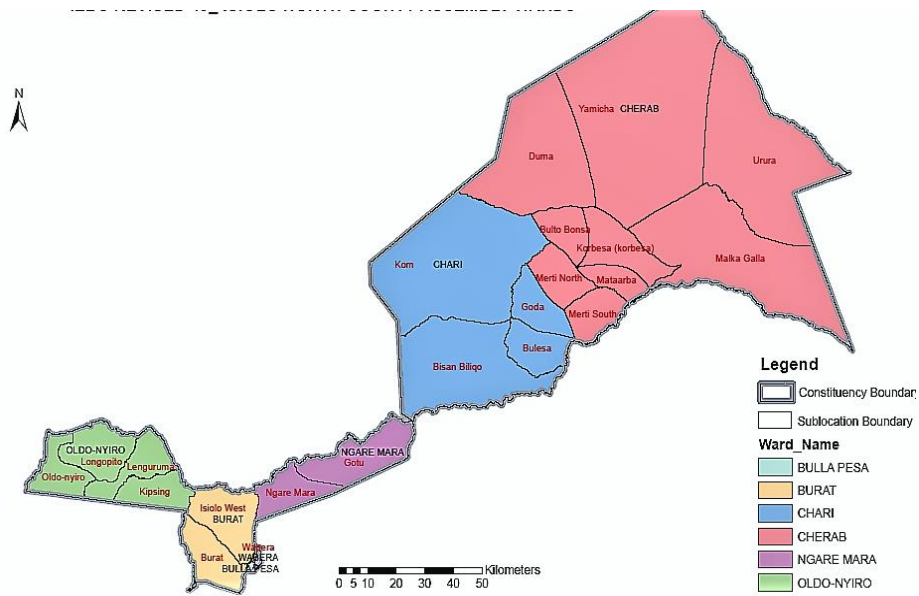 N
Yamicha
CHERAB
Duma
Urura
Bulto Bonsa
Korbesa (korbesa)
Malka Galla
Kom
CHARI
Merti North
Mataarba
Goda
Merti South
Bulesa
Bisan Biliqo
Legend
Constituency Boundary
Sublocation Boundary
Ward_Name
BULLA PESA
BURAT
CHARI
CHERAB
NGARE MARA
OLDO-NYIRO
OLDO-NYIRO
Longopito
Lenguruma
Oldo-nyiro
Kipsing
NGARE MARA
Gotu
Ngare Mara
Isiolo West
BURAT
Burat
Wabera
WABERA
BULLA PESA
0 5 10 20 30 40 50
Kilometers